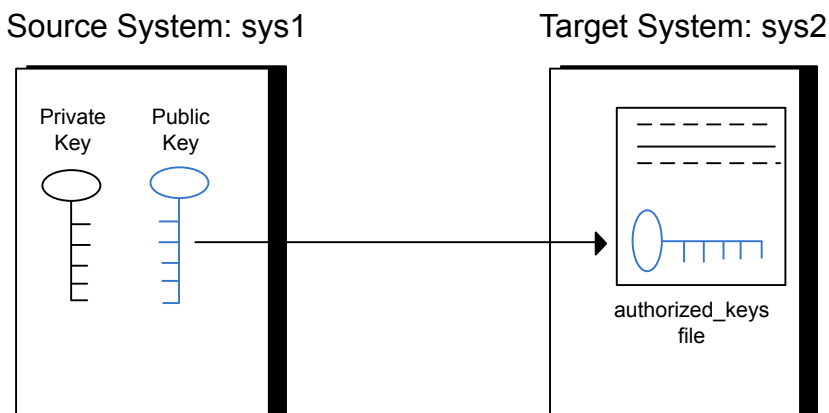 Source System: sys1
Target System: sys2
Private
Key
Public
Key
authorized_keys
file